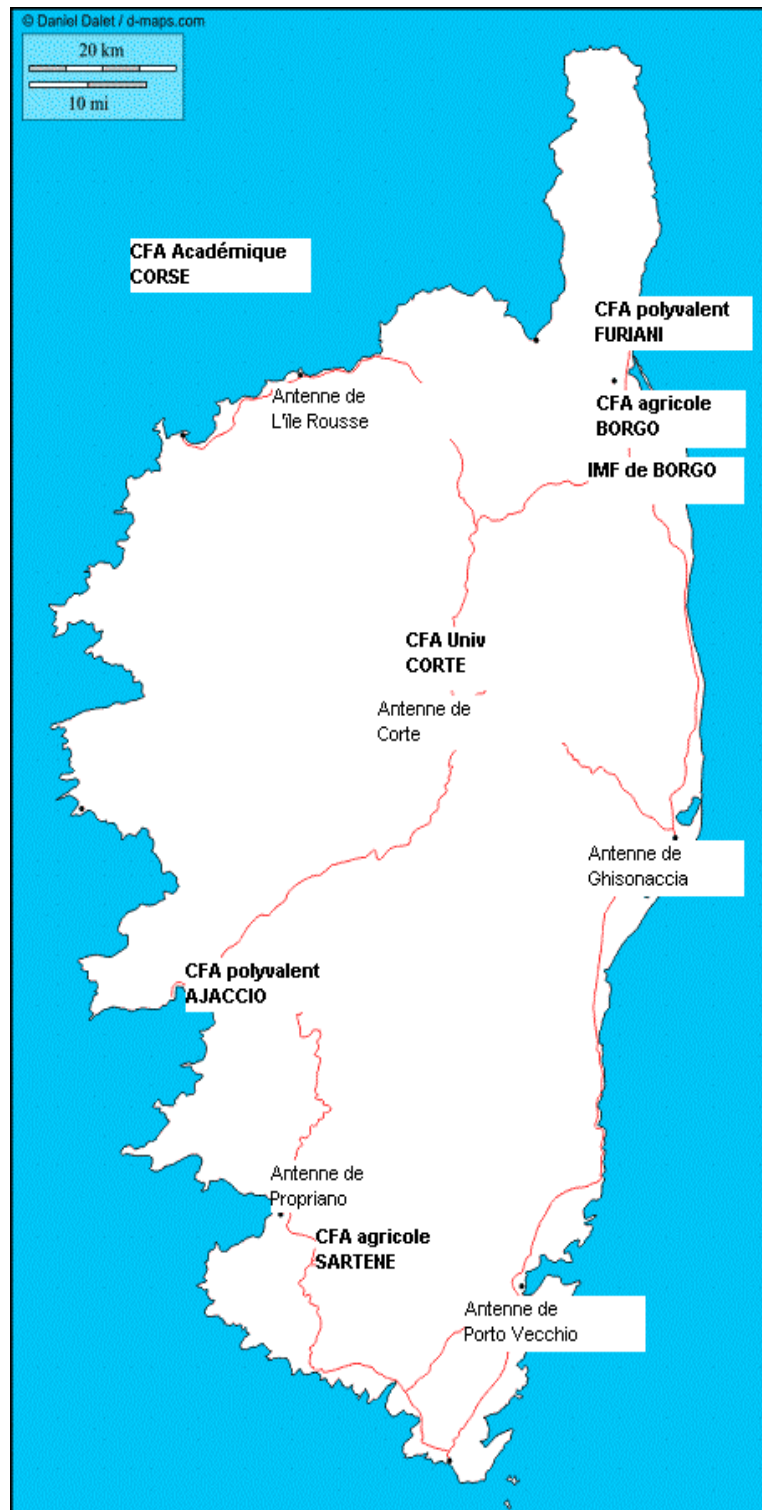 © Daniel Dalet / d-maps.com
20 km
10 mi
CFA Académique
CORSE
CFA polyvalent
FURIANI
Antenne de
L'ile Rousse
CFA agricole
BORGO
IMF de BORGO
CFA Univ
CORTE
Antenne de
Corte
Antenne de
Ghisonaccia
CFA polyvalent
AJACCIO
Antenne de
Propriano
CFA agricole
SARTENE
Antenne de
Porto Vecchio